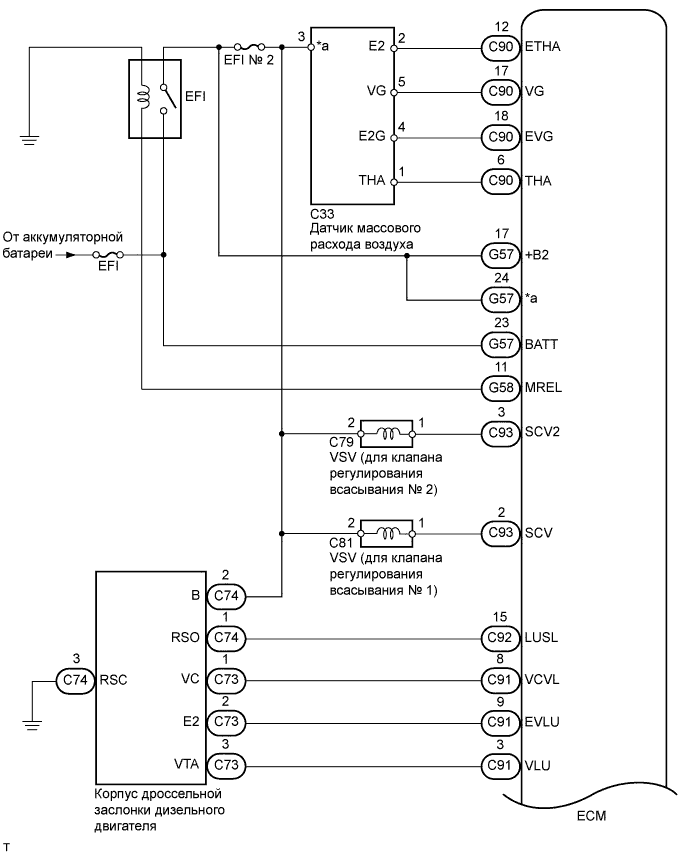 12
3 *a E2 2 C90 ETHA
EFI № 2
17
EFI VG 5 C90 VG
18
E2G 4 C90 EVG
6
THA 1 C90 THA
C33
Датчик массового
расхода воздуха
От аккумуляторной
батареи
EFI
17
G57 +B2
24
G57 *a
23
G57 BATT
11
G58 MREL
3
2 1 C93 SCV2
C79
VSV (для клапана
регулирования
всасывания № 2)
2
2 1 C93 SCV
C81
VSV (для клапана
регулирования
всасывания № 1)
2
B C74
1 15
RSO C74 C92 LUSL
3 1 8
C74 RSC VC C73 C91 VCVL
2 9
E2 C73 C91 EVLU
3 3
VTA C73 C91 VLU
Корпус дроссельной
заслонки дизельного
двигателя
ECM
T